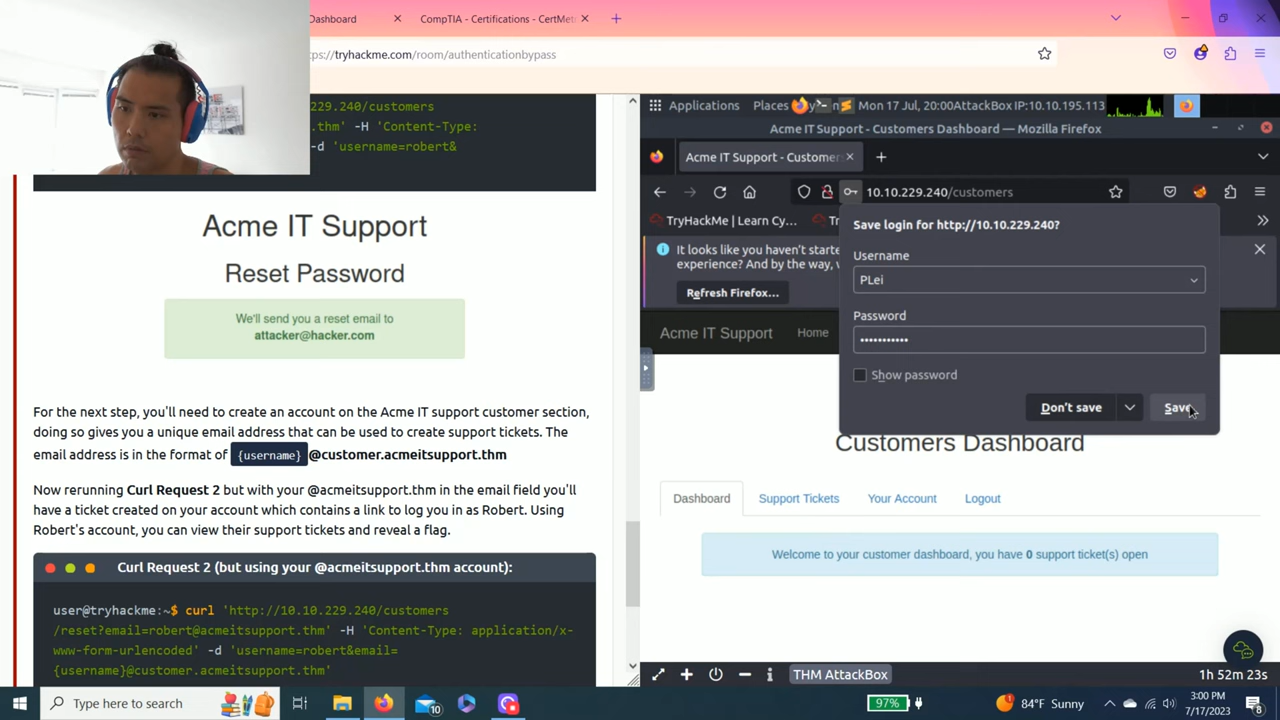 Dashboard
CompTIA - Certifications - CertMet
tryhackme.com/room/authenticationbypass
29.240/customers
.thm' -H 'Content-Type:
-d 'username=robert&
Acme IT Support
Reset Password
We'll send you a reset email to
attacker@hacker.com
For the next step, you'll need to create an account on the Acme IT support customer section,
doing so gives you a unique email address that can be used to create support tickets. The
email address is in the format of {username} @customer.acmeitsupport.thm
Now rerunning Curl Request 2 but with your @acmeitsupport.thm in the email field you'll
have a ticket created on your account which contains a link to log you in as Robert. Using
Robert's account, you can view their support tickets and reveal a flag.
Curl Request 2 (but using your @acmeitsupport.thm account):
user@tryhackme:~$ curl 'http://10.10.229.240/customers
/reset?email=robert@acmeitsupport.thm' -H 'Content-Type: application/x-
www-form-urlencoded' -d 'username=robert&email=
{username}@customer.acmeitsupport.thm'
Applications Places Mon 17 Jul, 20:00 AttackBox IP:10.10.195.113
Acme IT Support - Customers Dashboard — Mozilla Firefox
Acme IT Support - Customer
10.10.229.240/customers
TryHackMe | Learn Cy...
It looks like you haven't starte
experience? And by the way,
Refresh Firefox...
Acme IT Support Home
Save login for http://10.10.229.240?
Username
PLei
Password
•••••••••••
Show password
Don't save
Save
Customers Dashboard
Dashboard Support Tickets Your Account Logout
Welcome to your customer dashboard, you have 0 support ticket(s) open
THM AttackBox
1h 52m 23s
Type here to search
10
97%
84°F Sunny
3:00 PM
7/17/2023
8